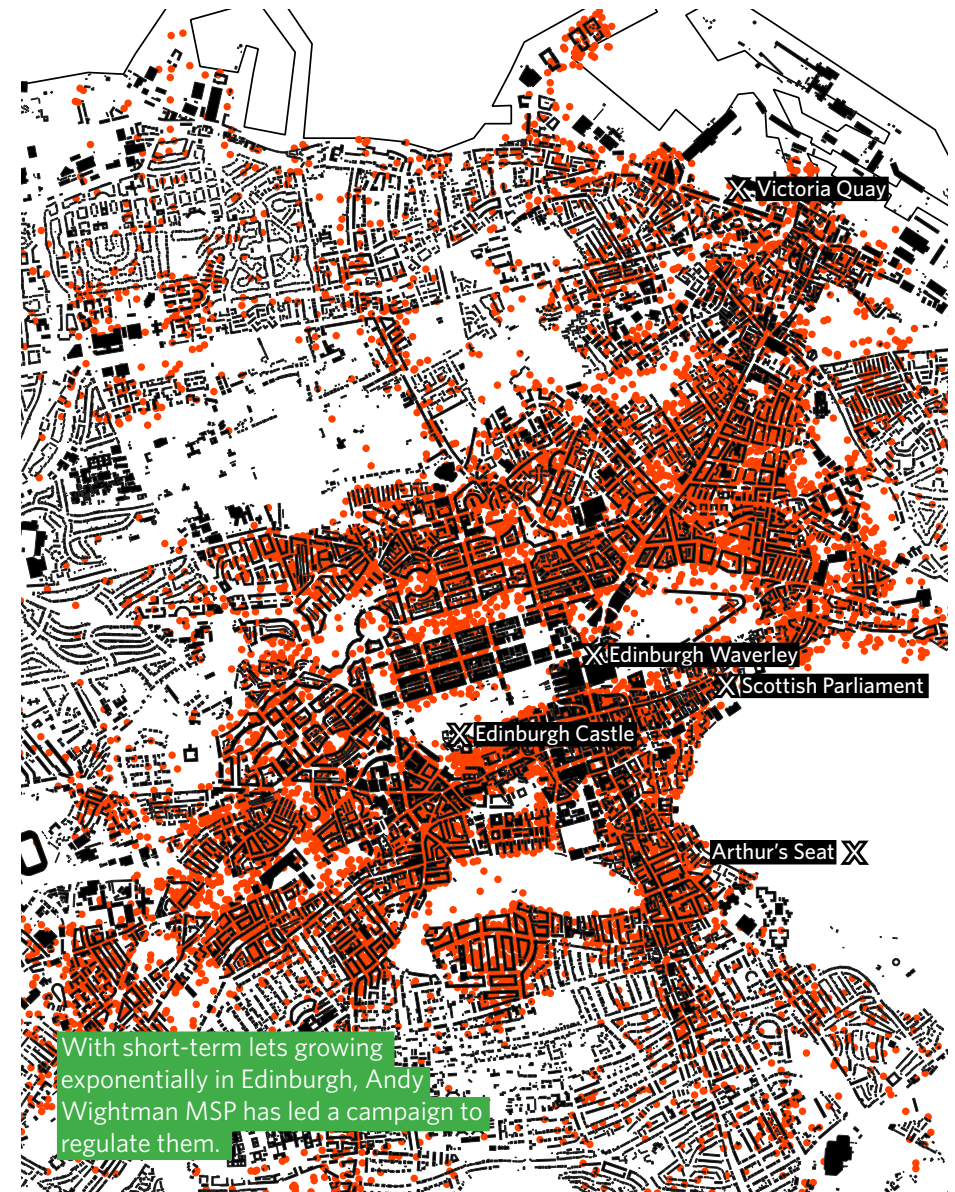 Victoria Quay
Edinburgh Waverley
Scottish Parliament
Edinburgh Castle
Arthur's Seat
With short-term lets growing
exponentially in Edinburgh, Andy
Wightman MSP has led a campaign to
regulate them.